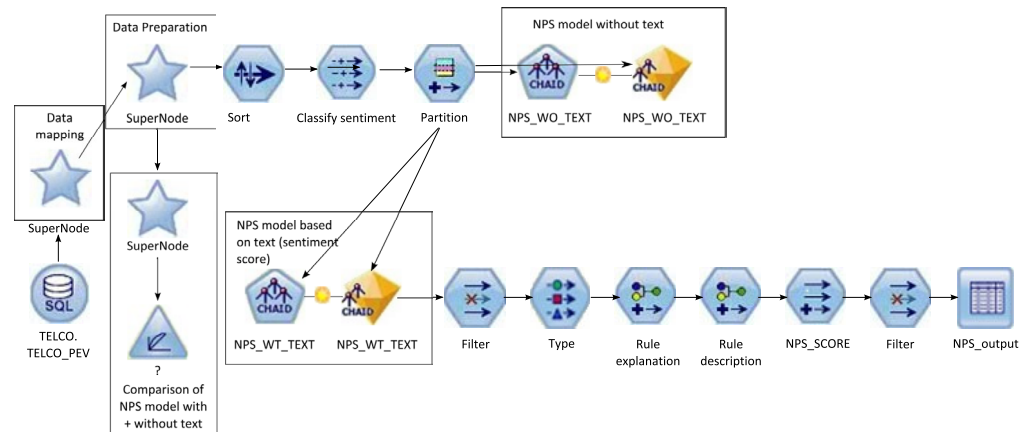 Data Preparation
SuperNode
Sort
Classify sentiment
Partition
NPS model without text
CHAID
CHAID
NPS_WO_TEXT
NPS_WO_TEXT
Data
mapping
SuperNode
SQL
TELCO.
TELCO_PEV
SuperNode
?
Comparison of
NPS model with
+ without text
NPS model based
on text (sentiment
score)
CHAID
CHAID
NPS_WT_TEXT
NPS_WT_TEXT
Filter
Type
Rule
explanation
Rule
description
NPS_SCORE
Filter
NPS_output